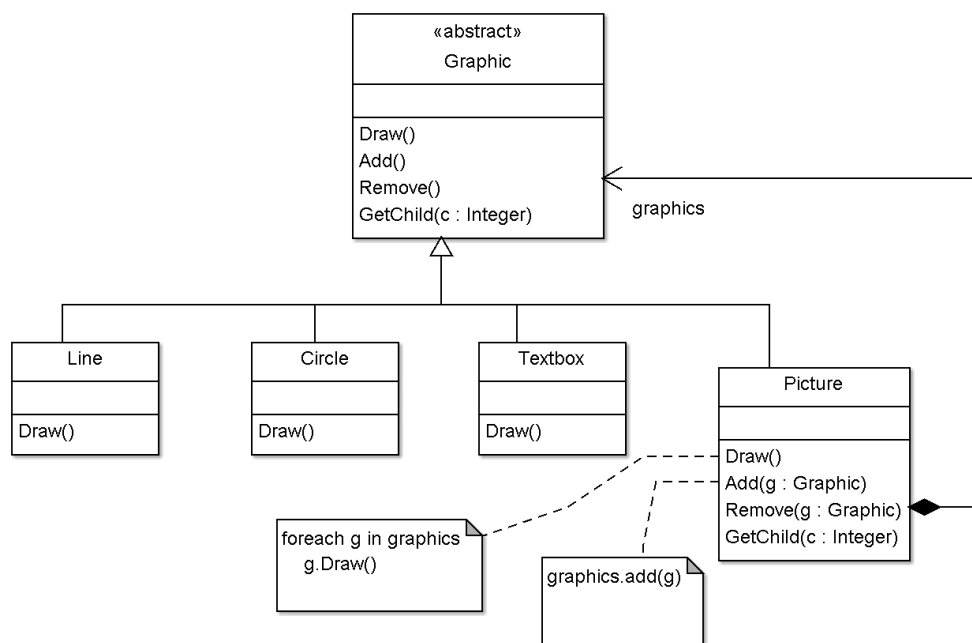 «abstract»
Graphic
Draw()
Add()
Remove()
GetChild(c : Integer)
graphics
Line
Draw()
Circle
Draw()
Textbox
Draw()
Picture
Draw()
Add(g : Graphic)
Remove(g : Graphic)
GetChild(c : Integer)
foreach g in graphics
g.Draw()
graphics.add(g)